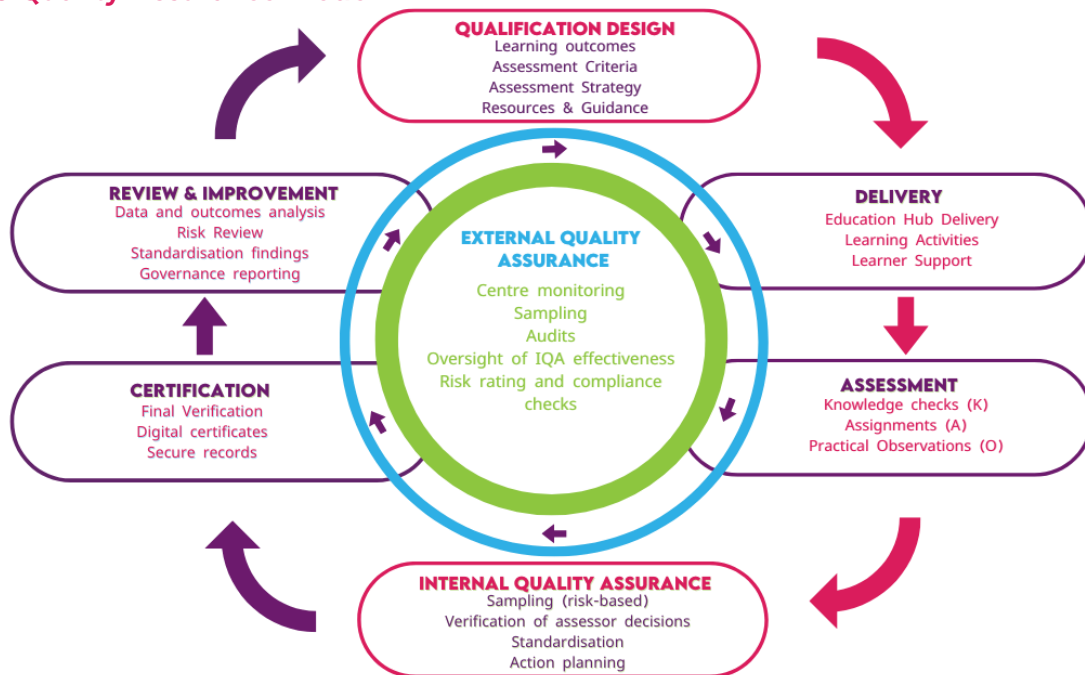 QUALIFICATION DESIGN
Learning outcomes
Assessment Criteria
Assessment Strategy
Resources & Guidance
DELIVERY
Education Hub Delivery
Learning Activities
Learner Support
ASSESSMENT
Knowledge checks (K)
Assignments (A)
Practical Observations (O)
INTERNAL QUALITY ASSURANCE
Sampling (risk-based)
Verification of assessor decisions
Standardisation
Action planning
CERTIFICATION
Final Verification
Digital certificates
Secure records
REVIEW & IMPROVEMENT
Data and outcomes analysis
Risk Review
Standardisation findings
Governance reporting
EXTERNAL QUALITY
ASSURANCE
Centre monitoring
Sampling
Audits
Oversight of IQA effectiveness
Risk rating and compliance
checks